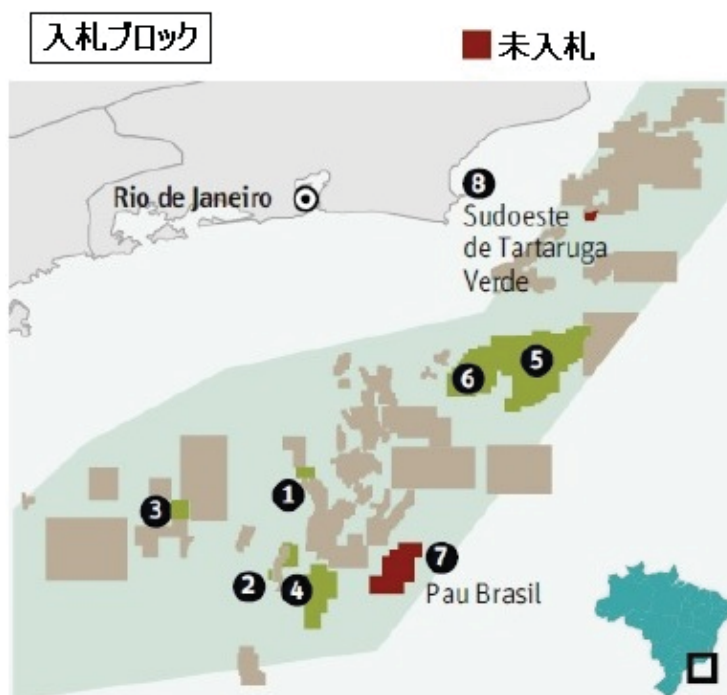 入札ブロック
未入札
Rio de Janeiro
8
Sudoeste
de Tartaruga
Verde
5
6
1
3
7
2
4
Pau Brasil